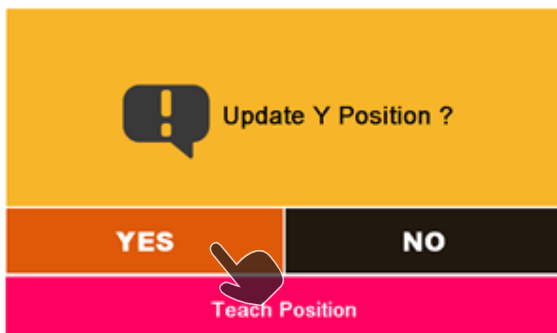 Update Y Position ?
YES NO
Teach Position